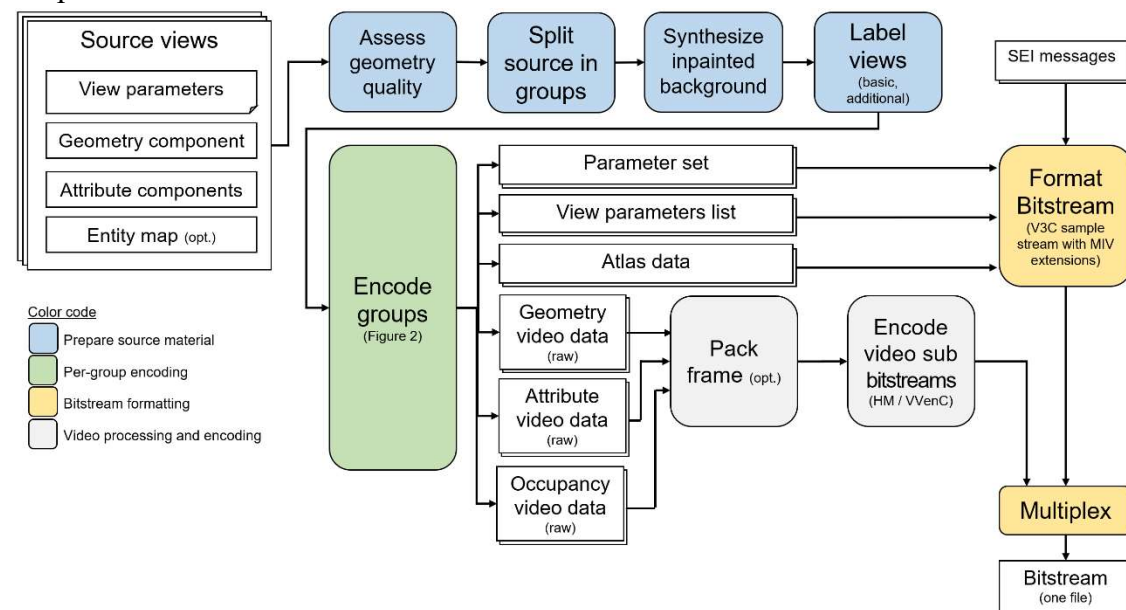 Source views
View parameters
Geometry component
Attribute components
Entity map (opt.)
Assess
geometry
quality
Split
source in
groups
Synthesize
inpainted
background
Label
views
(basic,
additional)
SEI messages
Color code
Prepare source material
Per-group encoding
Bitstream formatting
Video processing and encoding
Encode
groups
(Figure 2)
Parameter set
View parameters list
Atlas data
Geometry
video data
(raw)
Attribute
video data
(raw)
Occupancy
video data
(raw)
Pack
frame (opt.)
Encode
video sub
bitstreams
(HM / VVenC)
Format
Bitstream
(V3C sample
stream with MIV
extensions)
Multiplex
Bitstream
(one file)